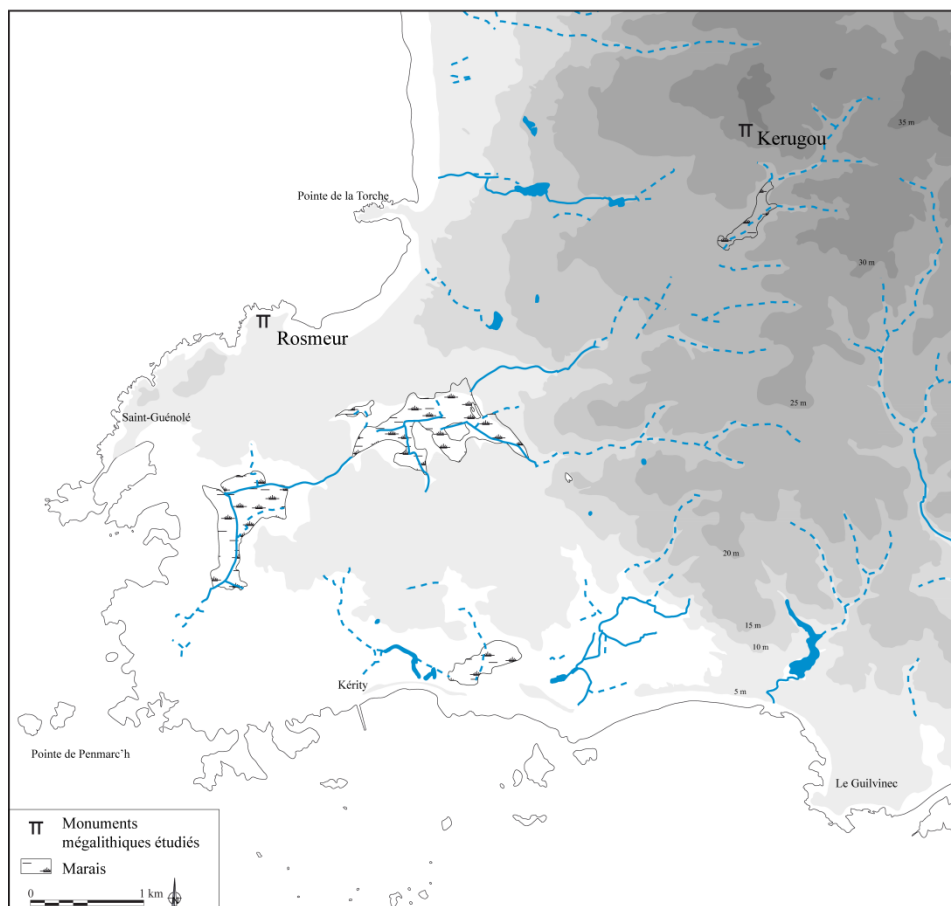 35 m
Kerugou
Pointe de la Torche
30 m
Rosmeur
25 m
Saint-Guénolé
20 m
15 m
10 m
Kérity
5 m
Pointe de Penmarc'h
Le Guilvinec
Monuments
mégalithiques étudiés
Marais
0
1 km